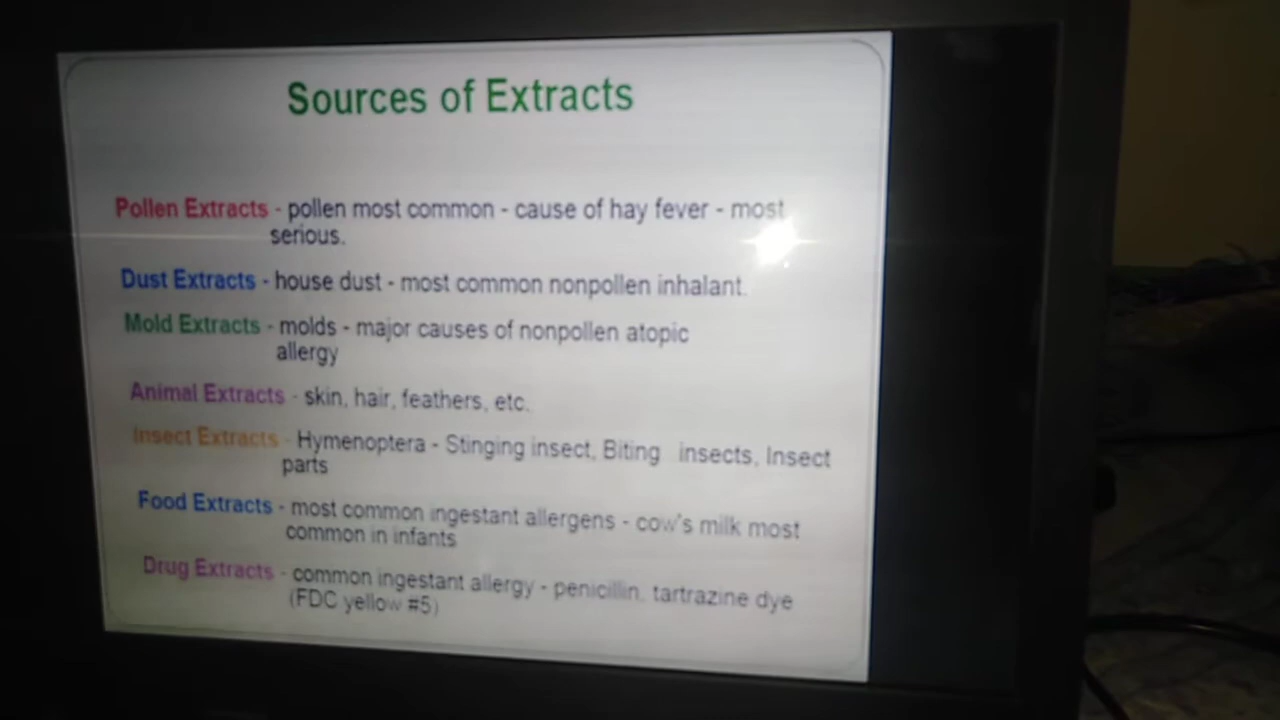 Sources of Extracts
Pollen Extracts - pollen most common - cause of hay fever - most
serious.
Dust Extracts - house dust - most common nonpollen inhalant.
Mold Extracts - molds - major causes of nonpollen atopic
allergy
Animal Extracts - skin, hair, feathers, etc.
Insect Extracts - Hymenoptera - Stinging insect, Biting insects, Insect
parts
Food Extracts - most common ingestant allergens - cow's milk most
common in infants
Drug Extracts - common ingestant allergy - penicillin, tartrazine dye
(FDC yellow #5)